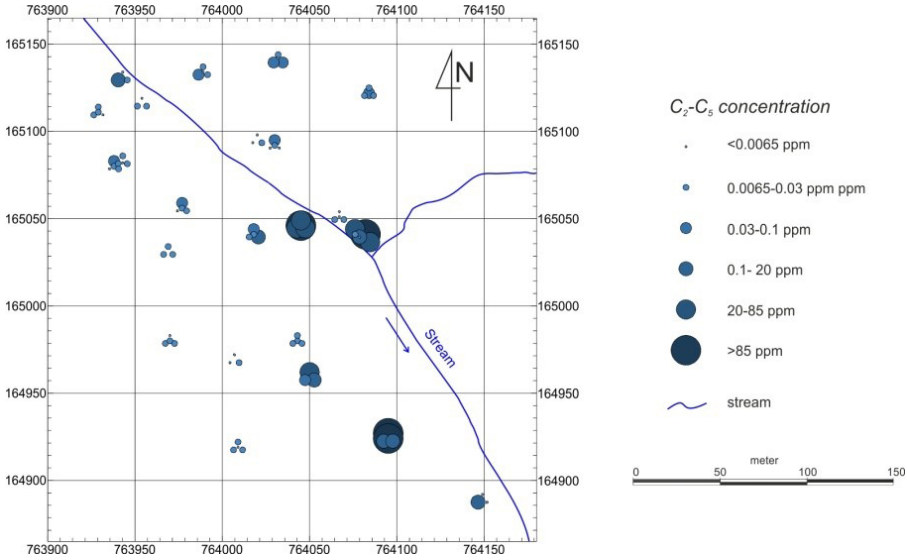 763900 763950 764000 764050 764100 764150
165150 165150
165100 165100
165050 165050
165000 165000
164950 164950
164900 164900
763900 763950 764000 764050 764100 764150
N
Stream
C₂-C₅ concentration
<0.0065 ppm
0.0065-0.03 ppm ppm
0.03-0.1 ppm
0.1- 20 ppm
20-85 ppm
>85 ppm
stream
meter
0 50 100 150